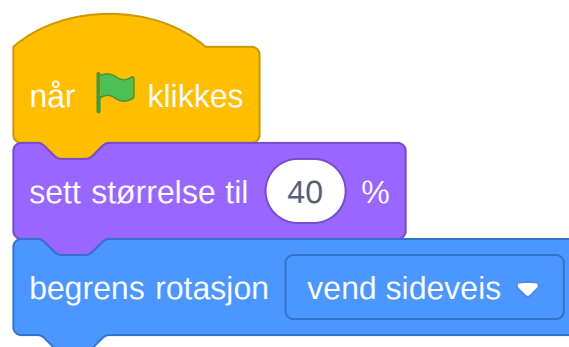 når klikkes
sett størrelse til 40 %
begrens rotasjon vend sideveis